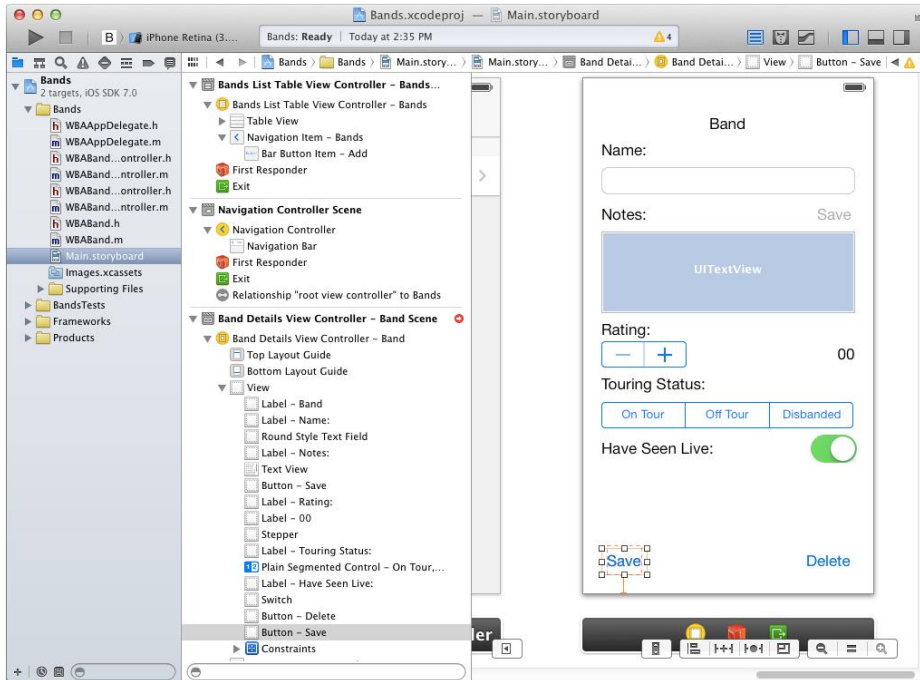 Bands.xcodeproj — Main.storyboard
B iPhone Retina (3....
Bands: Ready | Today at 2:35 PM
4
Bands
Bands
Main.story...
Main.story...
Band Detai...
Band Detai...
View
Button – Save
Bands
2 targets, iOS SDK 7.0
Bands
h WBAAppDelegate.h
m WBAAppDelegate.m
h WBABand...ontroller.h
m WBABand...ntroller.m
h WBABand...ontroller.h
m WBABand...ntroller.m
h WBABand.h
m WBABand.m
Main.storyboard
Images.xcassets
Supporting Files
BandsTests
Frameworks
Products
Bands List Table View Controller – Bands...
Bands List Table View Controller – Bands
Table View
Navigation Item – Bands
Bar Button Item – Add
First Responder
Exit
Navigation Controller Scene
Navigation Controller
Navigation Bar
First Responder
Exit
Relationship "root view controller" to Bands
Band Details View Controller – Band Scene
Band Details View Controller – Band
Top Layout Guide
Bottom Layout Guide
View
Label – Band
Label – Name:
Round Style Text Field
Label – Notes:
Text View
Button – Save
Label – Rating:
Label – 00
Stepper
Label – Touring Status:
12 Plain Segmented Control – On Tour,...
Label – Have Seen Live:
Switch
Button – Delete
Button – Save
Constraints
ler
Band
Name:
Notes: Save
UITextView
Rating:
00
Touring Status:
On Tour Off Tour Disbanded
Have Seen Live:
Save Delete